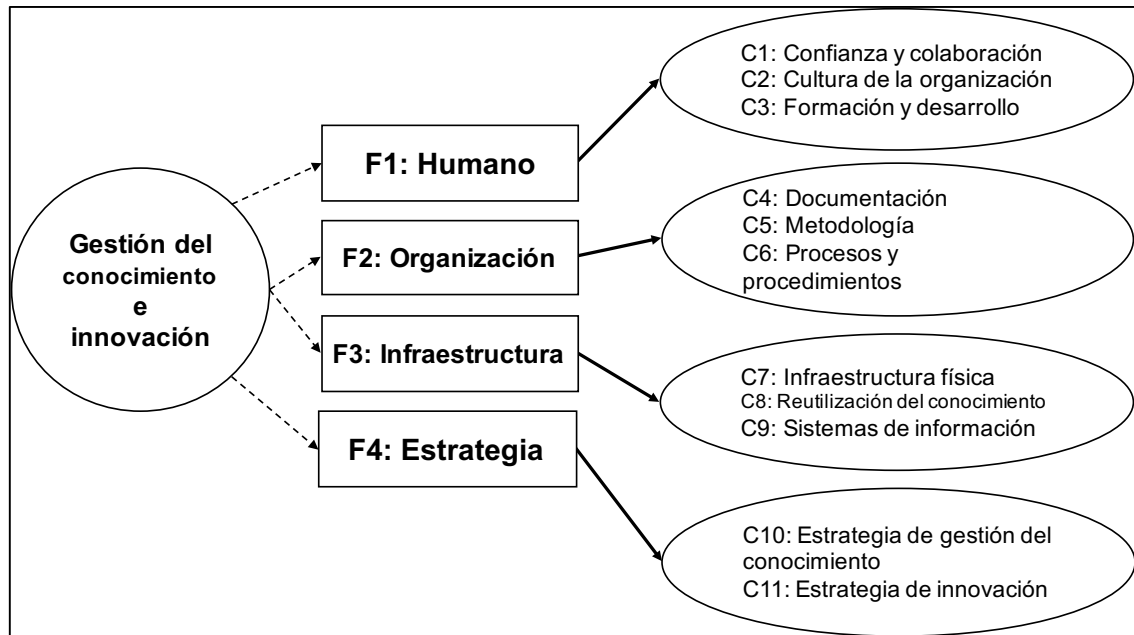 Gestión del
conocimiento
e
innovación
F1: Humano
F2: Organización
F3: Infraestructura
F4: Estrategia
C1: Confianza y colaboración
C2: Cultura de la organización
C3: Formación y desarrollo
C4: Documentación
C5: Metodología
C6: Procesos y
procedimientos
C7: Infraestructura física
C8: Reutilización del conocimiento
C9: Sistemas de información
C10: Estrategia de gestión del
conocimiento
C11: Estrategia de innovación